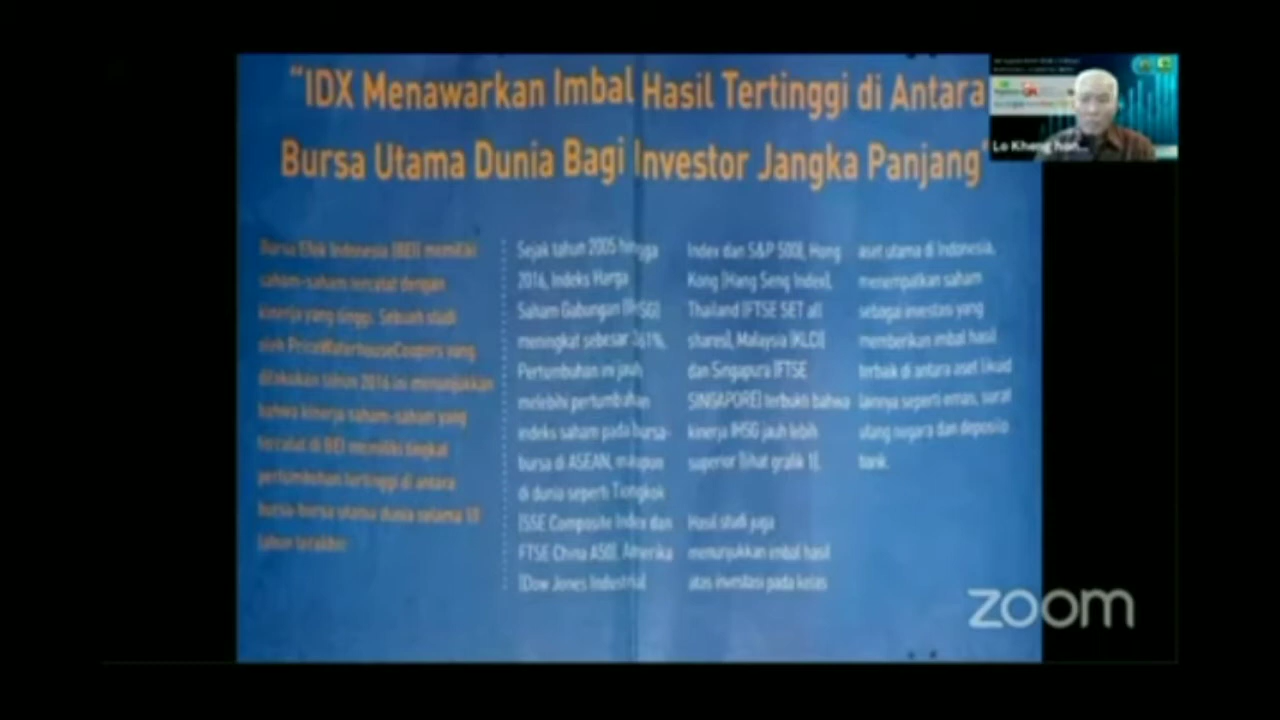 “IDX Menawarkan Imbal Hasil Tertinggi di Antara
Bursa Utama Dunia Bagi Investor Jangka Panjang”
Lo Kheng hon...
Bursa Efek Indonesia (BEI) memiliki
saham-saham tercatat dengan
kinerja yang tinggi. Sebuah studi
oleh PriceWaterhouseCoopers yang
dilakukan tahun 2016 ini menunjukkan
bahwa kinerja saham-saham yang
tercatat di BEI memiliki tingkat
pertumbuhan tertinggi di antara
bursa-bursa utama dunia selama
tahun terakhir
Sejak tahun 2005 hingga
2016, Indeks Harga
Saham Gabungan (IHSG)
meningkat sebesar
Pertumbuhan ini jauh
melebihi pertumbuhan
indeks saham pada bursa-
bursa di ASEAN, maupun
di dunia seperti Tiongkok
(SSE Composite Index dan
FTSE China A50), Amerika
(Dow Jones Industrial
Index dan S&P 500), Hong
Kong (Hang Seng Index),
Thailand (FTSE SET all
shares), Malaysia (KLCI)
dan Singapura (FTSE
SINGAPORE) terbukti bahwa
kinerja IHSG jauh lebih
superior (lihat grafik 1).
Hasil studi juga
menunjukkan imbal hasil
atas investasi pada kelas
aset utama di Indonesia,
menempatkan saham
sebagai investasi yang
memberikan imbal hasil
terbaik di antara aset likuid
lainnya seperti emas, surat
utang negara dan deposito
bank.
zoom